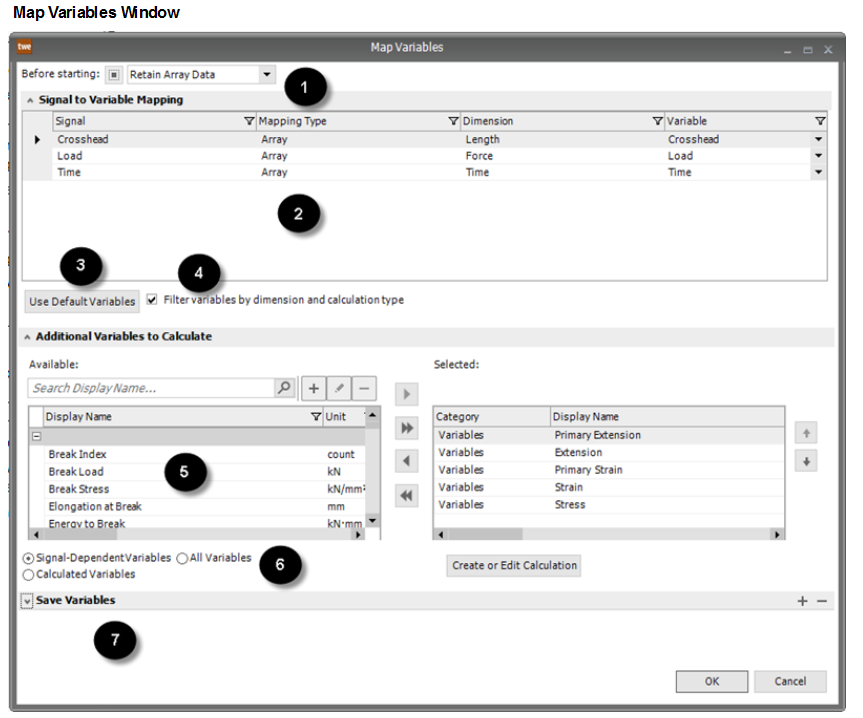 Map Variables Window
twe
Map Variables
Before starting: Retain Array Data
1
Signal to Variable Mapping
Signal Mapping Type Dimension Variable
Crosshead Array Length Crosshead
Load Array Force Load
Time Array Time Time
2
3
4
Use Default Variables Filter variables by dimension and calculation type
Additional Variables to Calculate
Available:
Search Display Name...
Display Name Unit
Break Index count
Break Load kN
Break Stress kN/mm²
Elongation at Break mm
Energy to Break kN·mm
5
Selected:
Category Display Name
Variables Primary Extension
Variables Extension
Variables Primary Strain
Variables Strain
Variables Stress
Signal-DependentVariables All Variables
Calculated Variables
6
Create or Edit Calculation
Save Variables
7
OK Cancel